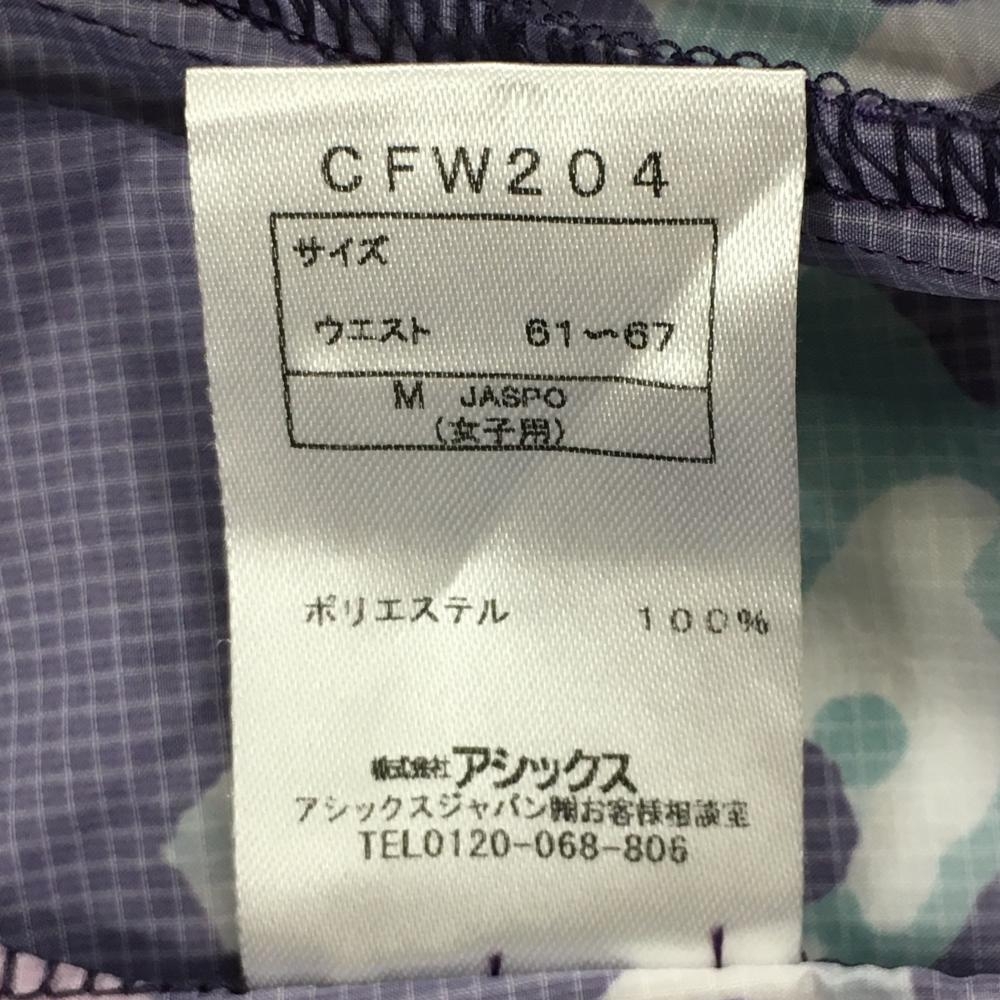 CFW204
サイズ
ウエスト 61〜67
M JASPO
(女子用)
ポリエステル 100%
株式会社アシックス
アシックスジャパン㈱お客様相談室
TEL0120-068-806